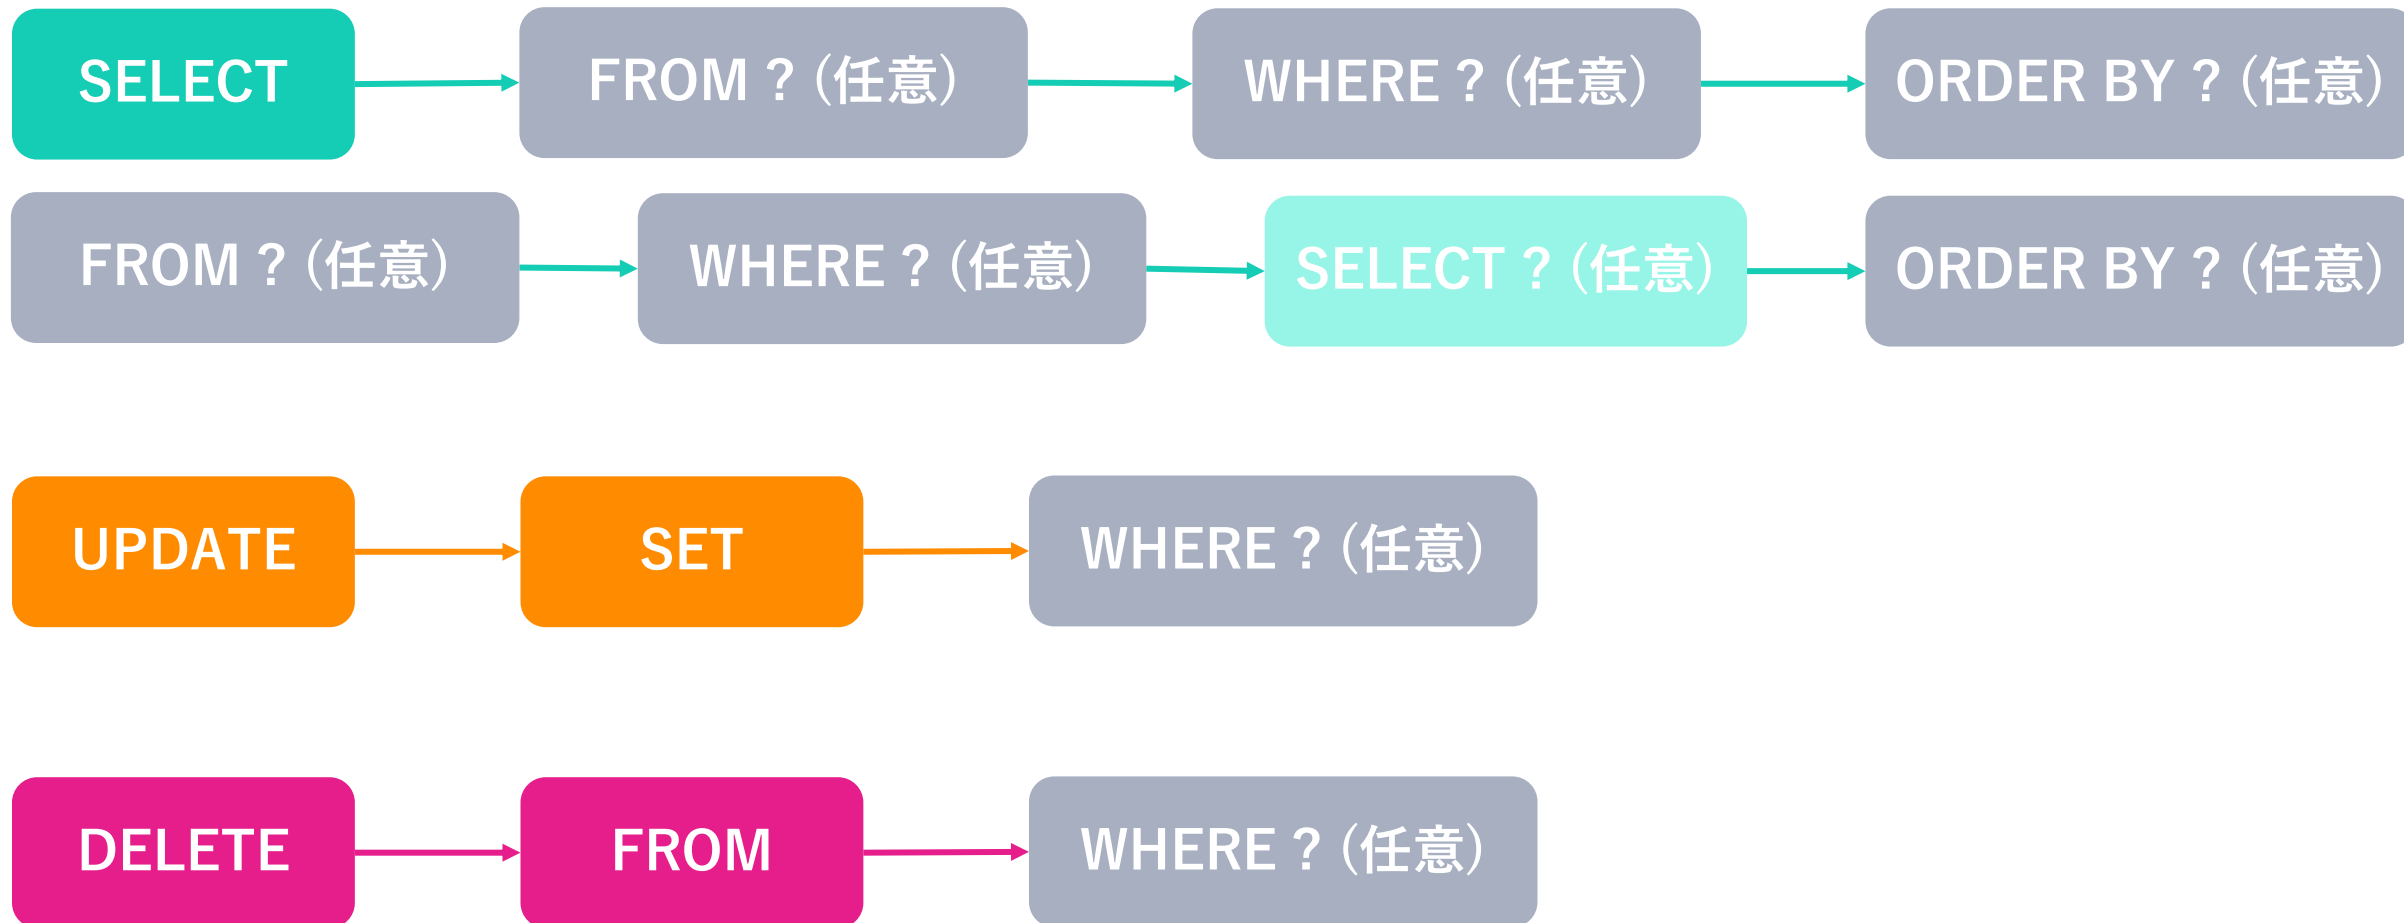 SELECT FROM ? (任意) WHERE ? (任意) ORDER BY ? (任意)
FROM ? (任意) WHERE ? (任意) SELECT ? (任意) ORDER BY ? (任意)
UPDATE SET WHERE ? (任意)
DELETE FROM WHERE ? (任意)